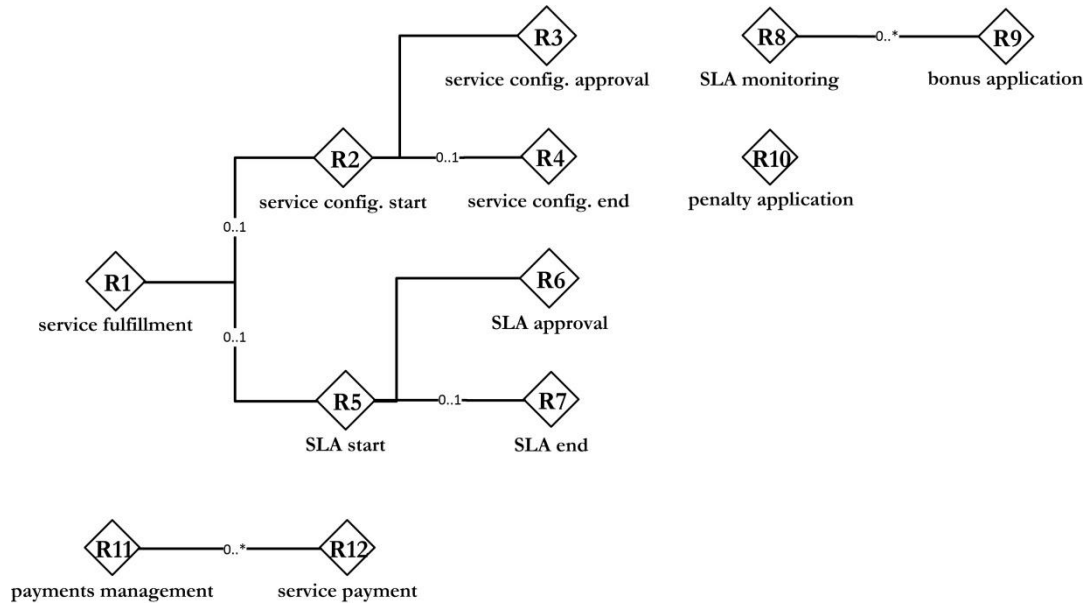 R3
service config. approval
R8
0..*
R9
SLA monitoring
bonus application
R2
0..1
R4
service config. start
service config. end
R10
penalty application
0..1
R1
service fulfillment
0..1
R6
SLA approval
R5
0..1
R7
SLA start
SLA end
R11
0..*
R12
payments management
service payment